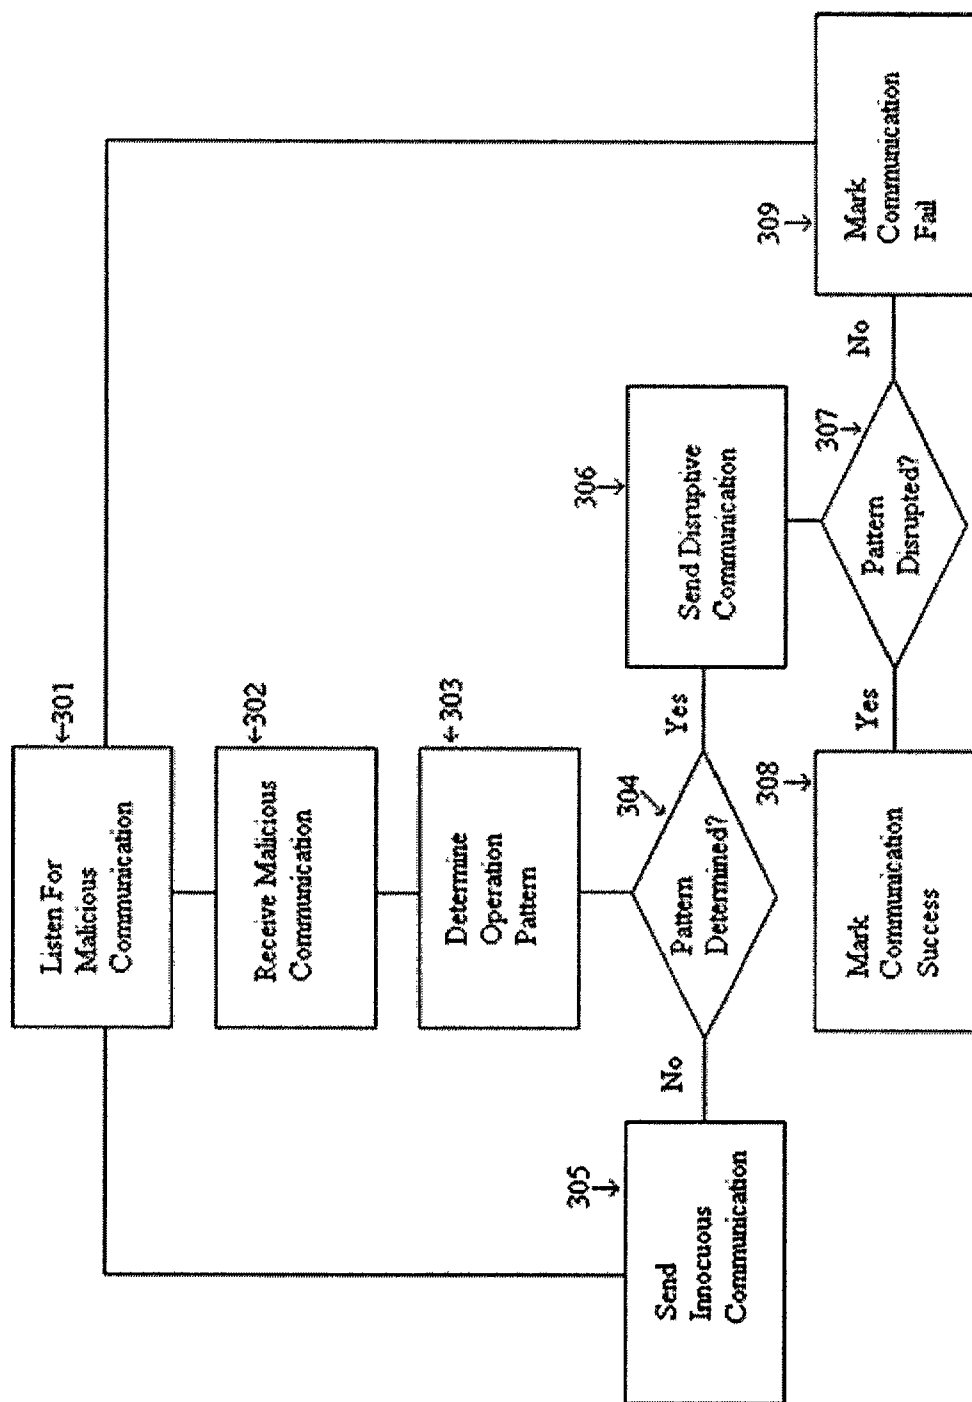 Listen For
Malicious
Communication
←301
Receive Malicious
Communication
←302
Determine
Operation
Pattern
←303
Pattern
Determined?
304
No
Yes
305
Send
Innocuous
Communication
306
Send Disruptive
Communication
307
Pattern
Disrupted?
Yes
No
308
Mark
Communication
Success
309
Mark
Communication
Fail